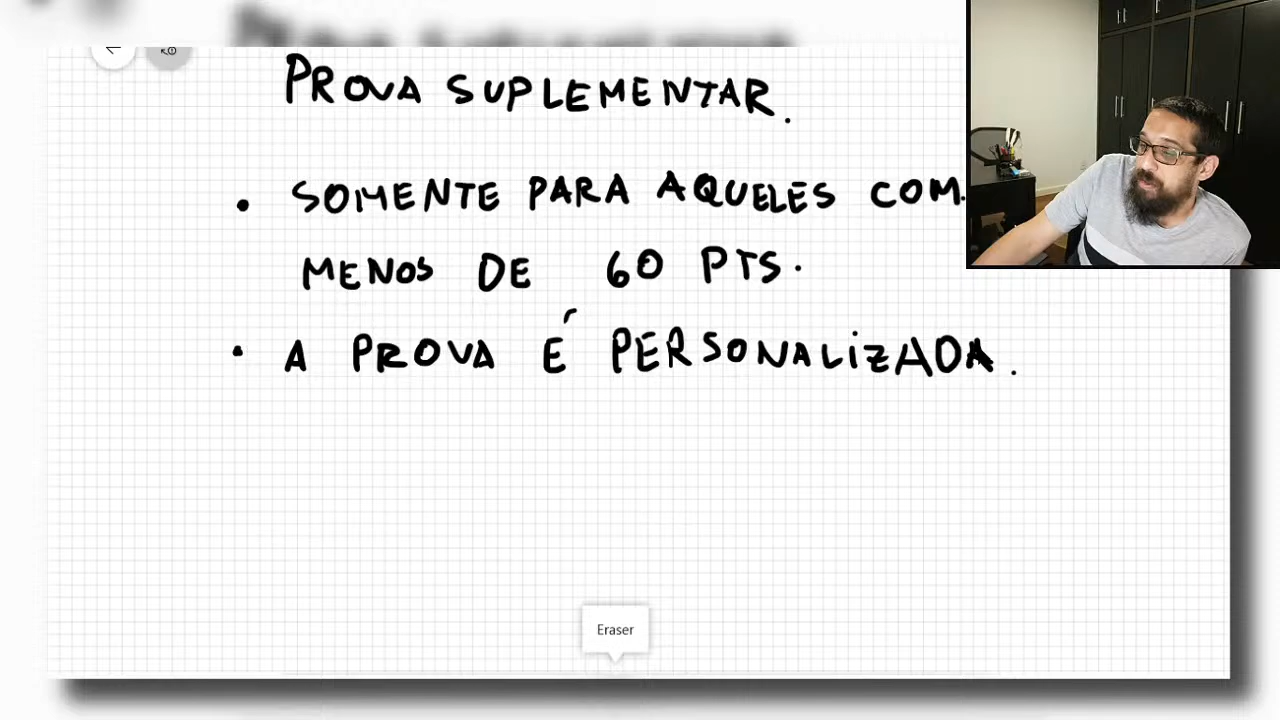 PROVA SUPLEMENTAR.
• SOMENTE PARA AQUELES COM.
MENOS DE 60 PTS.
• A PROVA É PERSONALIZADA.
Eraser